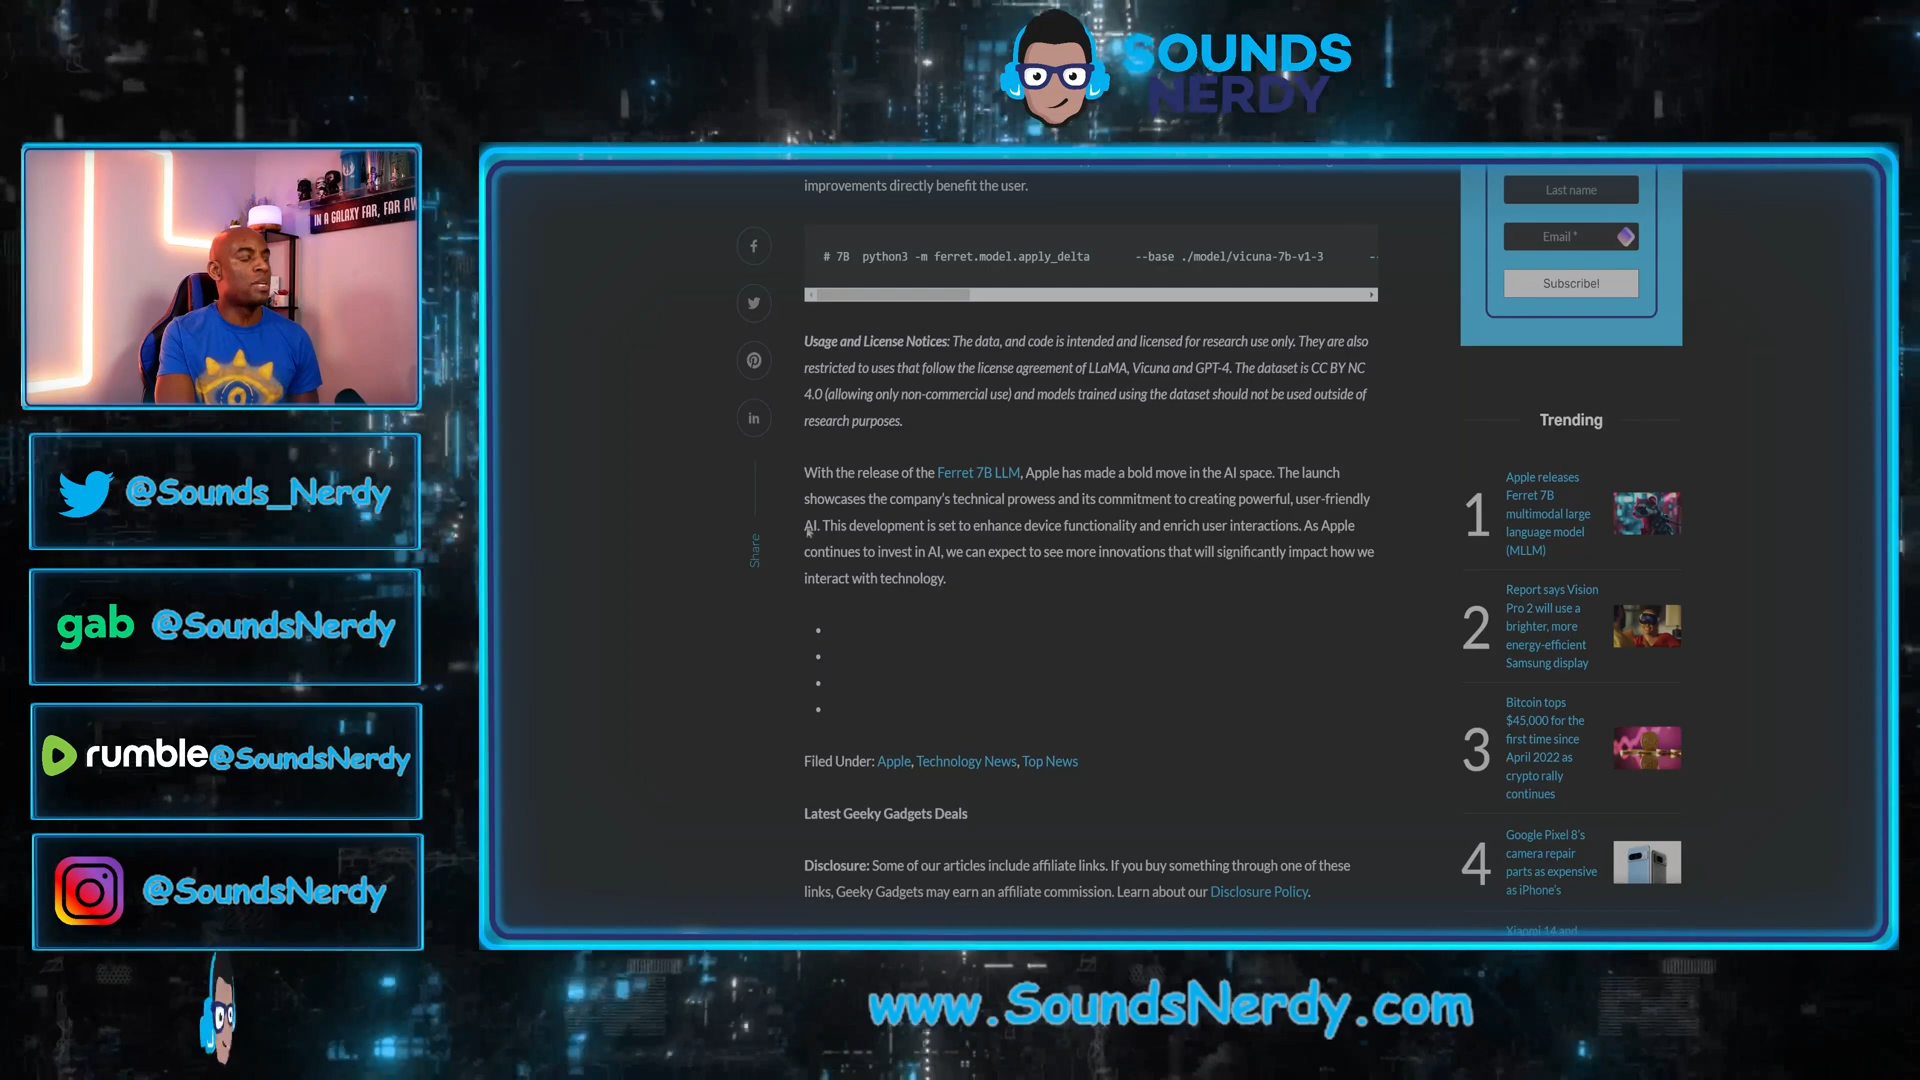 SOUNDS
NERDY
IN A GALAXY FAR, FAR AW
@Sounds_Nerdy
gab @SoundsNerdy
rumble@SoundsNerdy
@SoundsNerdy
improvements directly benefit the user.
# 7B  python3 -m ferret.model.apply_delta      --base ./model/vicuna-7b-v1-3
Usage and License Notices: The data, and code is intended and licensed for research use only. They are also
restricted to uses that follow the license agreement of LLaMA, Vicuna and GPT-4. The dataset is CC BY NC
4.0 (allowing only non-commercial use) and models trained using the dataset should not be used outside of
research purposes.
With the release of the Ferret 7B LLM, Apple has made a bold move in the AI space. The launch
showcases the company's technical prowess and its commitment to creating powerful, user-friendly
AI. This development is set to enhance device functionality and enrich user interactions. As Apple
continues to invest in AI, we can expect to see more innovations that will significantly impact how we
interact with technology.
Share
Filed Under: Apple, Technology News, Top News
Latest Geeky Gadgets Deals
Disclosure: Some of our articles include affiliate links. If you buy something through one of these
links, Geeky Gadgets may earn an affiliate commission. Learn about our Disclosure Policy.
Last name
Email *
Subscribe!
Trending
1
Apple releases
Ferret 7B
multimodal large
language model
(MLLM)
2
Report says Vision
Pro 2 will use a
brighter, more
energy-efficient
Samsung display
3
Bitcoin tops
$45,000 for the
first time since
April 2022 as
crypto rally
continues
4
Google Pixel 8's
camera repair
parts as expensive
as iPhone's
Xiaomi 14 and
www.SoundsNerdy.com